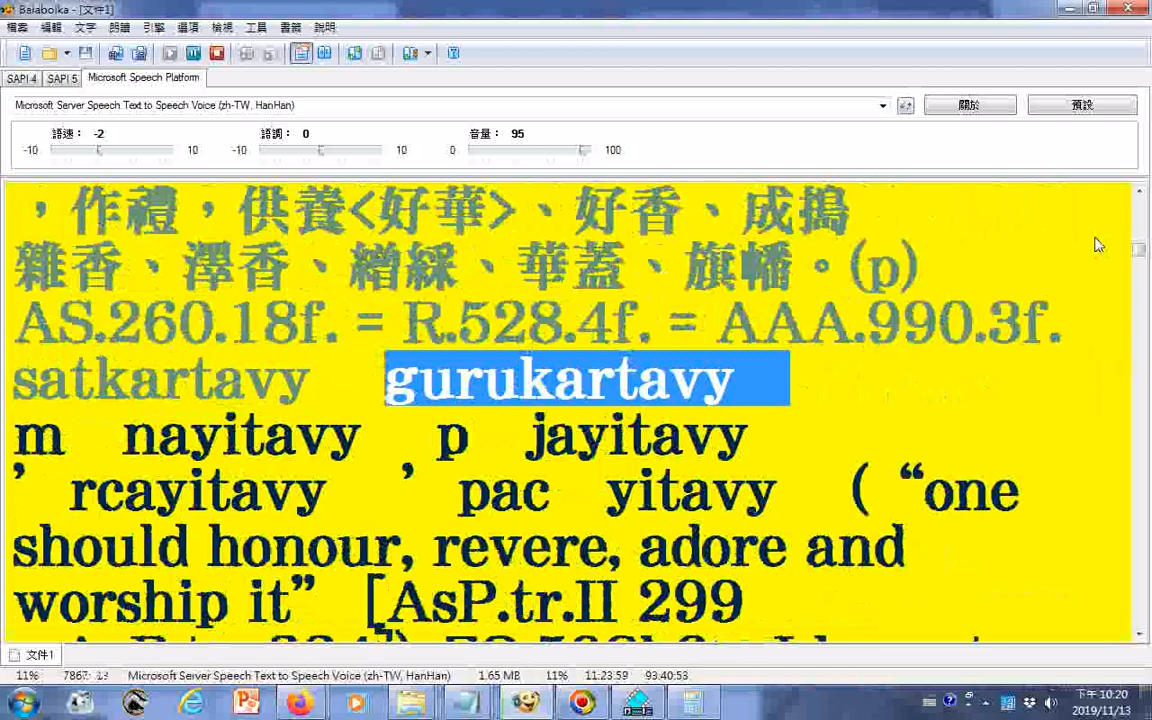 Balabolka - [文件1]
檔案 編輯 文字 朗讀 引擎 選項 檢視 工具 書籤 說明
SAPI 4 SAPI 5 Microsoft Speech Platform
Microsoft Server Speech Text to Speech Voice (zh-TW, HanHan) 關於 預設
語速： -2 語調： 0 音量： 95
-10 10 -10 10 0 100
，作禮，供養<好華>、好香、成搗
雜香、澤香、繒綵、華蓋、旗幡。(p)
AS.260.18f. = R.528.4f. = AAA.990.3f.
satkartavy gurukartavy
m nayitavy p jayitavy
’ rcayitavy ’ pac yitavy ( “one
should honour, revere, adore and
worship it” [AsP.tr.II 299
文件1
11% Microsoft Server Speech Text to Speech Voice (zh-TW, HanHan) 1.65 MB 11% 11:23:59 93:40:53
下午 10:20
2019/11/13